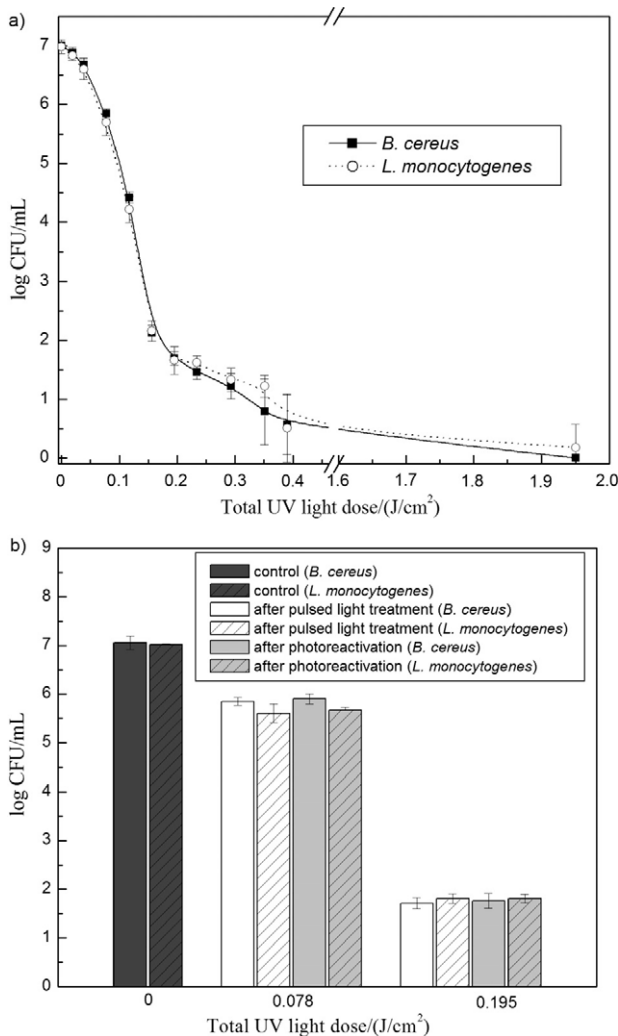 a)
7
6
5
4
3
2
1
0
log CFU/mL
B. cereus
L. monocytogenes
0 0.1 0.2 0.3 0.4 1.6 1.7 1.8 1.9 2.0
Total UV light dose/(J/cm²)
b)
9
8
7
6
5
4
3
2
1
0
log CFU/mL
control (B. cereus)
control (L. monocytogenes)
after pulsed light treatment (B. cereus)
after pulsed light treatment (L. monocytogenes)
after photoreactivation (B. cereus)
after photoreactivation (L. monocytogenes)
0 0.078 0.195
Total UV light dose/(J/cm²)